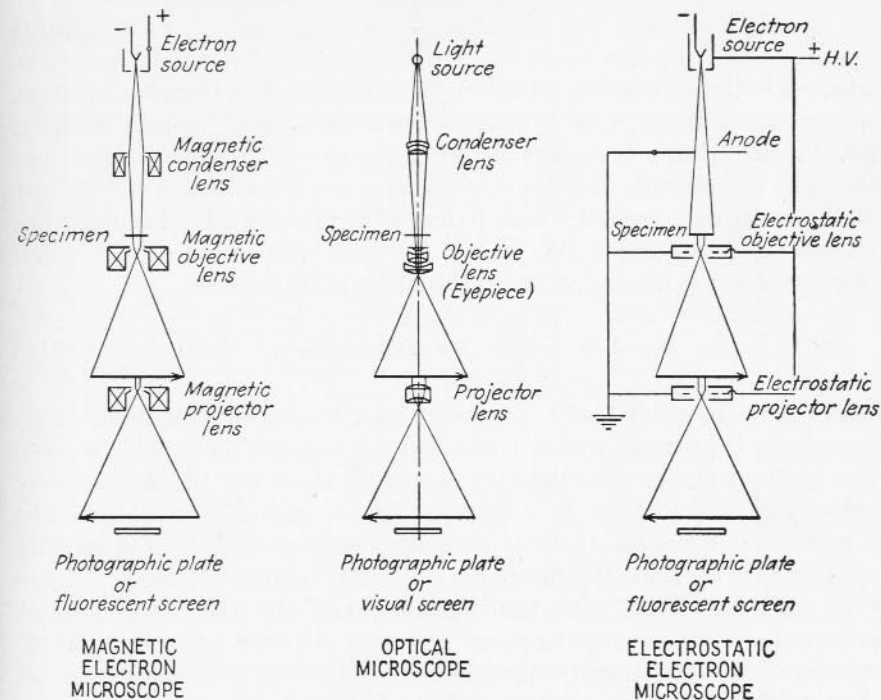 - +
Electron
source
Magnetic
condenser
lens
Specimen
Magnetic
objective
lens
Magnetic
projector
lens
Photographic plate
or
fluorescent screen
MAGNETIC
ELECTRON
MICROSCOPE
Light
source
Condenser
lens
Specimen
Objective
lens
(Eyepiece)
Projector
lens
Photographic plate
or
visual screen
OPTICAL
MICROSCOPE
-
Electron
source
+
H.V.
Anode
Specimen
Electrostatic
objective lens
Electrostatic
projector lens
Photographic plate
or
fluorescent screen
ELECTROSTATIC
ELECTRON
MICROSCOPE